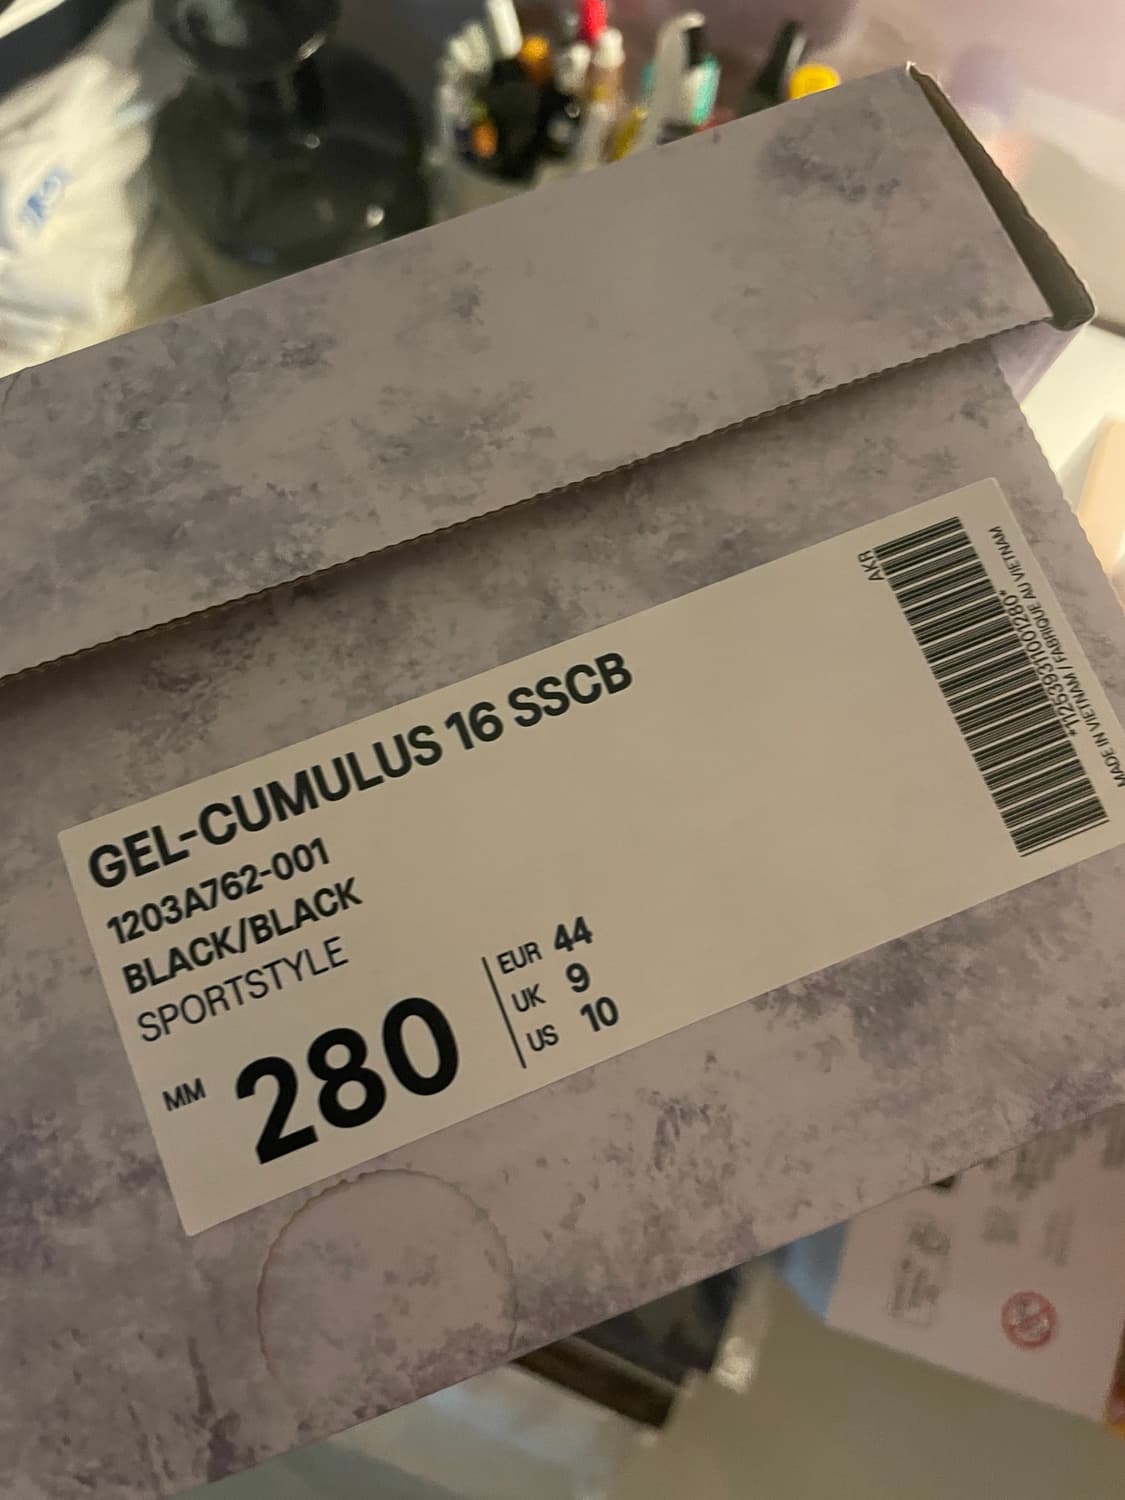 GEL-CUMULUS 16 SSCB
1203A762-001
BLACK/BLACK
SPORTSTYLE
MM 280
EUR 44
UK 9
US 10
AKR
*11253931001280*
MADE IN VIETNAM / FABRIQUE AU VIETNAM